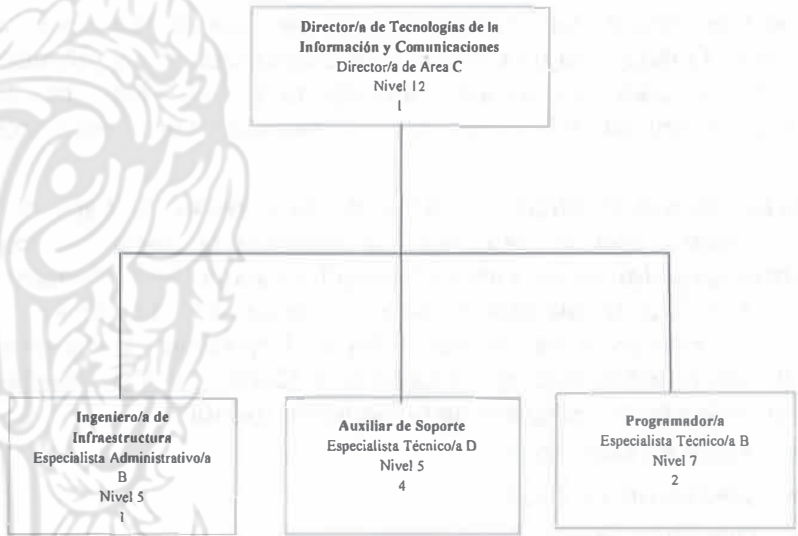 Director/a de Tecnologías de la
Información y Comunicaciones
Director/a de Area C
Nivel 12
1
Ingeniero/a de
Infraestructura
Especialista Administrativo/a
B
Nivel 5
1
Auxiliar de Soporte
Especialista Técnico/a D
Nivel 5
4
Programador/a
Especialista Técnico/a B
Nivel 7
2